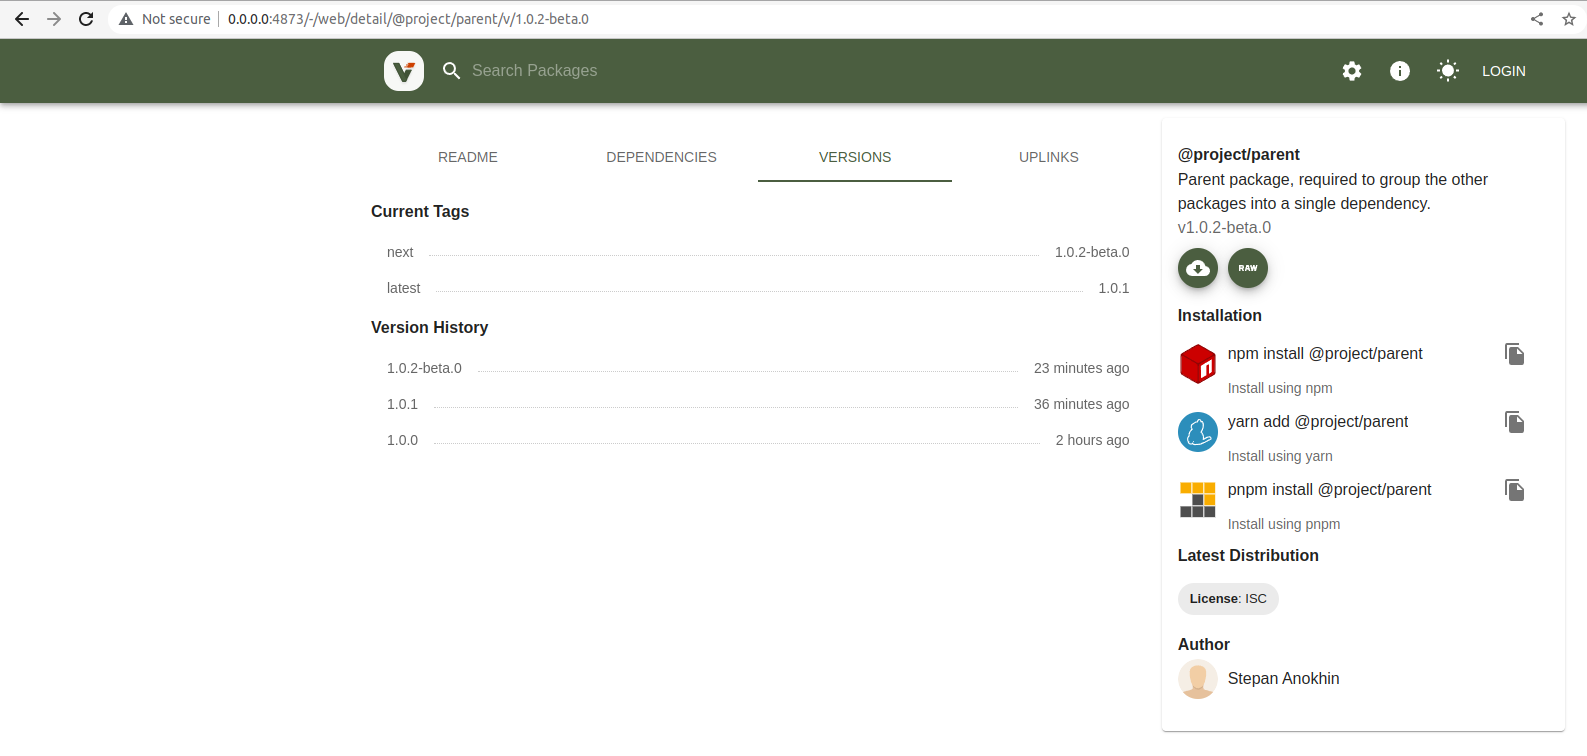 Not secure 0.0.0.0:4873/-/web/detail/@project/parent/v/1.0.2-beta.0
Search Packages
LOGIN
README DEPENDENCIES VERSIONS UPLINKS
Current Tags
next 1.0.2-beta.0
latest 1.0.1
Version History
1.0.2-beta.0 23 minutes ago
1.0.1 36 minutes ago
1.0.0 2 hours ago
@project/parent
Parent package, required to group the other
packages into a single dependency.
v1.0.2-beta.0
RAW
Installation
npm install @project/parent
Install using npm
yarn add @project/parent
Install using yarn
pnpm install @project/parent
Install using pnpm
Latest Distribution
License: ISC
Author
Stepan Anokhin